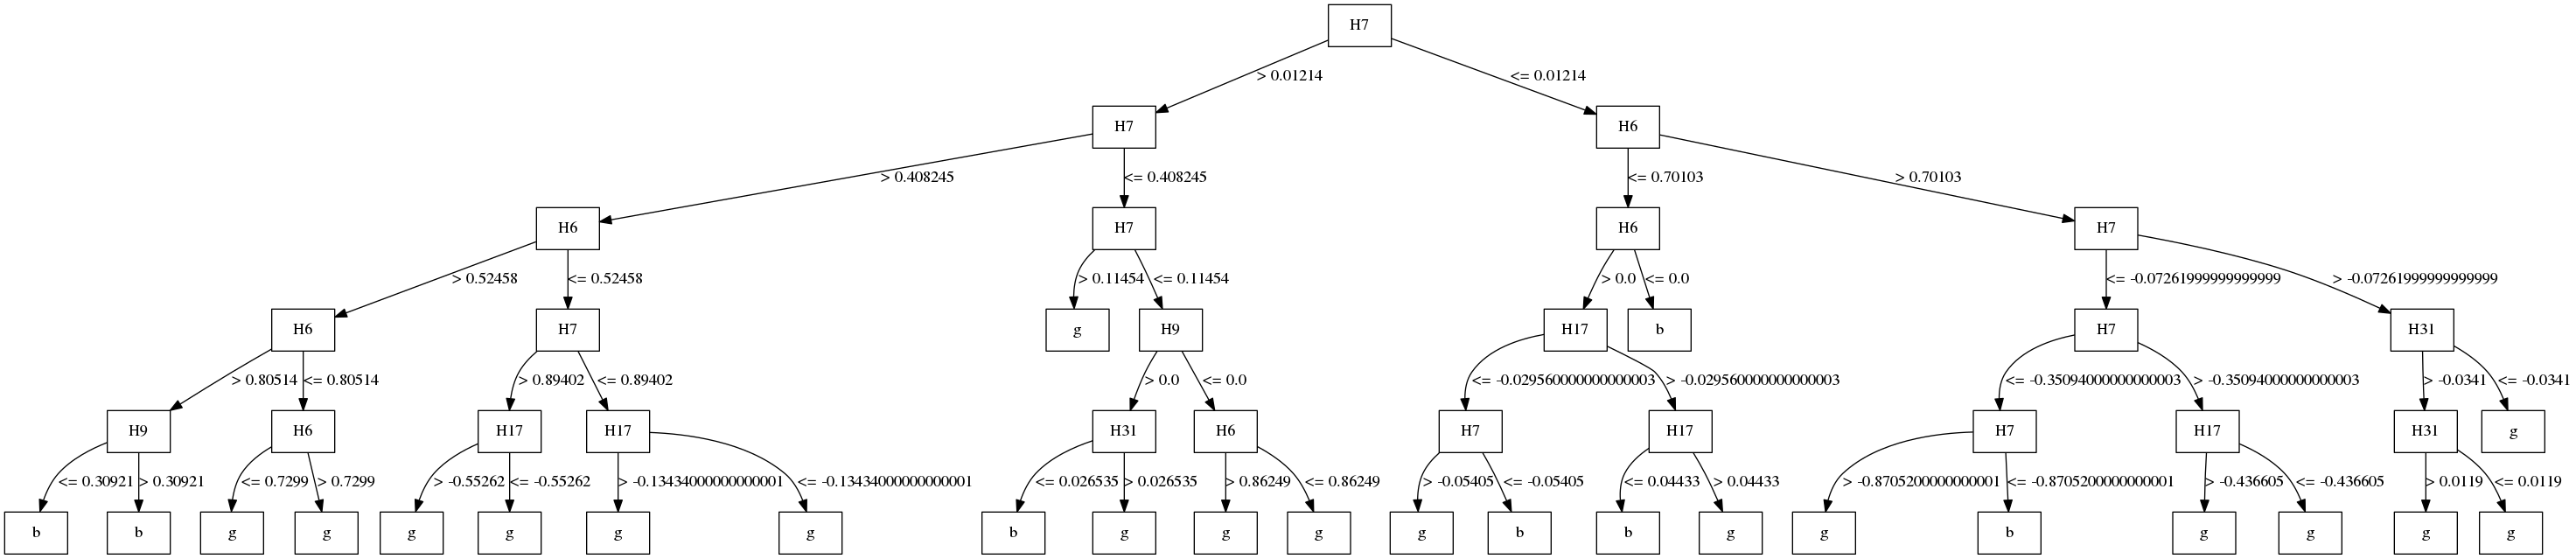 H7
> 0.01214
<= 0.01214
H7
H6
> 0.408245
<= 0.408245
<= 0.70103
> 0.70103
H6
H7
H6
H7
> 0.52458
<= 0.52458
> 0.11454
<= 0.11454
> 0.0
<= 0.0
<= -0.07261999999999999
> -0.07261999999999999
H6
H7
g
H9
H17
b
H7
H31
> 0.80514
<= 0.80514
> 0.89402
<= 0.89402
> 0.0
<= 0.0
<= -0.029560000000000003
> -0.029560000000000003
<= -0.35094000000000003
> -0.35094000000000003
> -0.0341
<= -0.0341
H9
H6
H17
H17
H31
H6
H7
H17
H7
H17
H31
g
<= 0.30921
> 0.30921
<= 0.7299
> 0.7299
> -0.55262
<= -0.55262
> -0.13434000000000001
<= -0.13434000000000001
<= 0.026535
> 0.026535
> 0.86249
<= 0.86249
> -0.05405
<= -0.05405
<= 0.04433
> 0.04433
> -0.8705200000000001
<= -0.8705200000000001
> -0.436605
<= -0.436605
> 0.0119
<= 0.0119
b
b
g
g
g
g
g
g
b
g
g
g
g
b
b
g
g
b
g
g
g
g